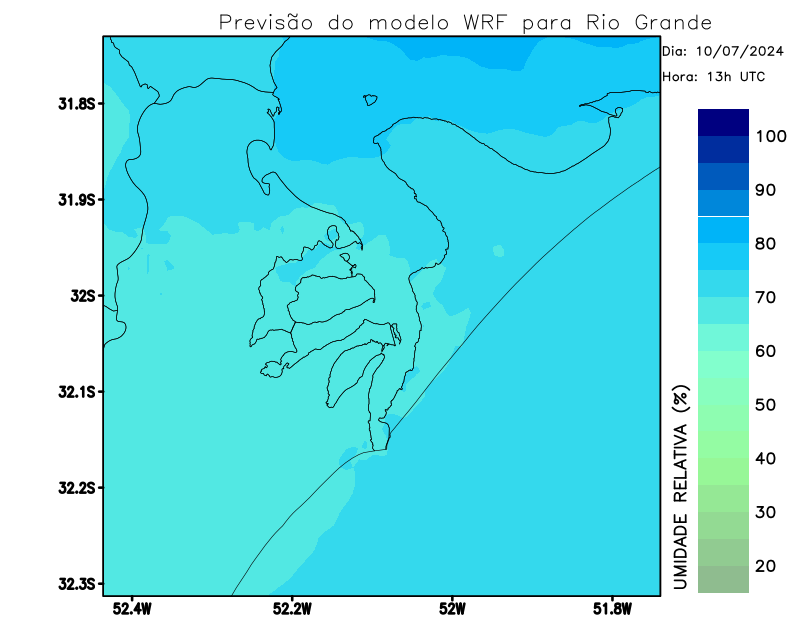 Previsão do modelo WRF para Rio Grande
Dia: 10/07/2024
Hora: 13h UTC
31.8S
31.9S
32S
32.1S
32.2S
32.3S
52.4W
52.2W
52W
51.8W
100
90
80
70
60
50
40
30
20
UMIDADE RELATIVA (%)